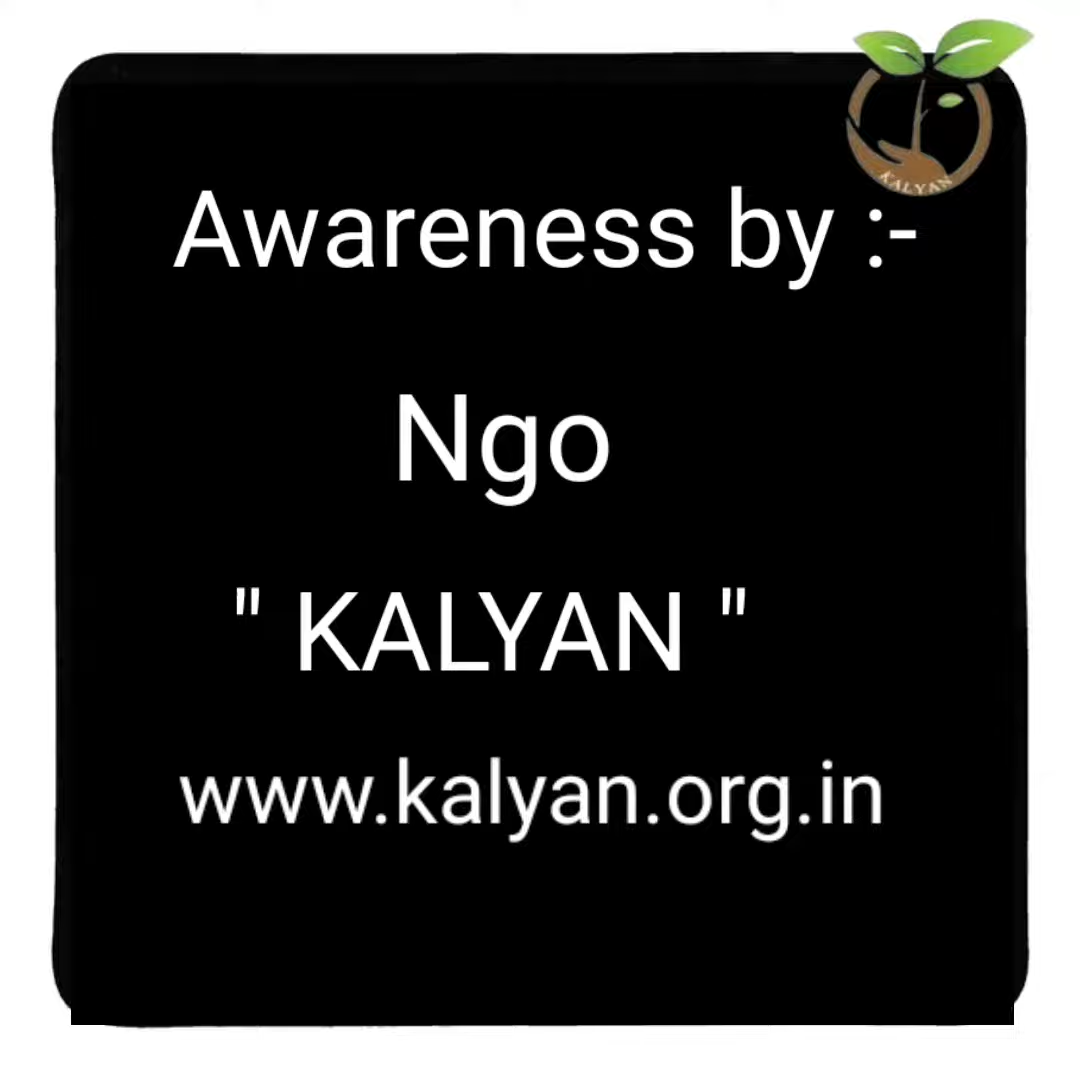 KALYAN
Awareness by :-
Ngo
" KALYAN "
www.kalyan.org.in